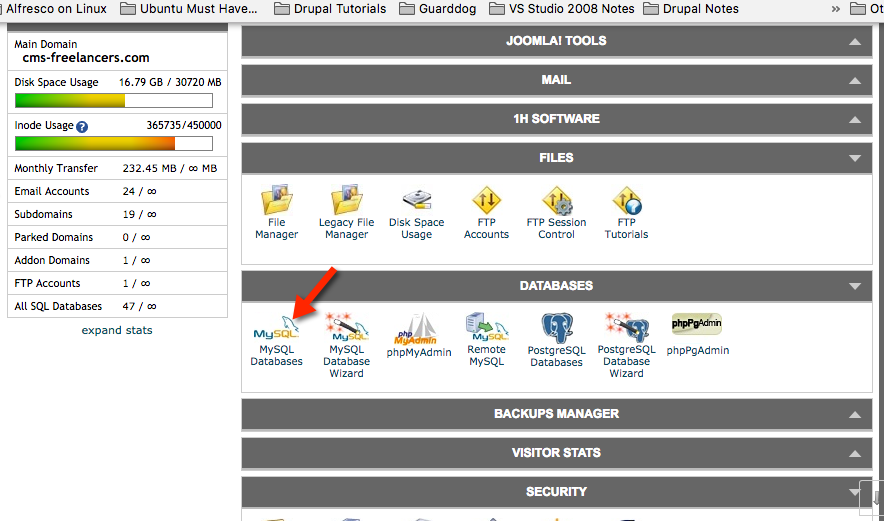 Alfresco on Linux Ubuntu Must Have... Drupal Tutorials Guarddog VS Studio 2008 Notes Drupal Notes » Ot
Main Domain
cms-freelancers.com
Disk Space Usage 16.79 GB / 30720 MB
Inode Usage ? 365735/450000
Monthly Transfer 232.45 MB / ∞ MB
Email Accounts 24 / ∞
Subdomains 19 / ∞
Parked Domains 0 / ∞
Addon Domains 1 / ∞
FTP Accounts 1 / ∞
All SQL Databases 47 / ∞
expand stats
JOOMLA! TOOLS
MAIL
1H SOFTWARE
FILES
File Manager
Legacy File Manager
Disk Space Usage
FTP Accounts
FTP Session Control
FTP Tutorials
DATABASES
MySQL
MySQL Databases
MySQL
MySQL Database Wizard
php MyAdmin
phpMyAdmin
MySQL
Remote MySQL
PostgreSQL Databases
PostgreSQL Database Wizard
phpPgAdmin
phpPgAdmin
BACKUPS MANAGER
VISITOR STATS
SECURITY